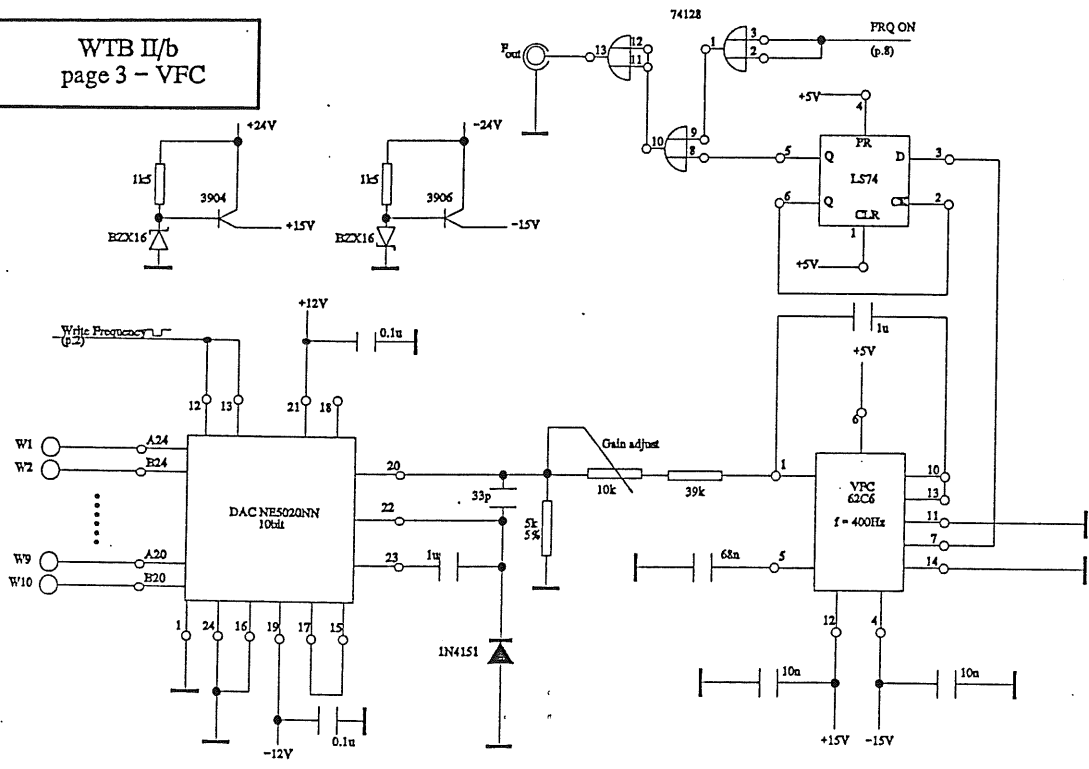 WTB II/b
page 3 - VFC
74128
Fout
13
12
11
1
3
2
FRQ ON
(p.8)
+5V
4
10
9
8
5
Q
PR
D
3
LS74
6
Q
CK
2
CLR
1
+5V
+24V
1k5
3904
+15V
BZX16
-24V
1k5
3906
-15V
BZX16
Write Frequency
(p.2)
+12V
0.1u
12
13
21
18
1u
+5V
6
W1
A24
W2
B24
W9
A20
W10
B20
DAC NE5020NN
10bit
20
22
23
33p
1u
5k
5%
Gain adjust
10k
39k
1
VFC
62C6
f = 400Hz
10
13
11
7
14
68n
5
12
4
1
24
16
19
17
15
1N4151
10n
10n
0.1u
-12V
+15V
-15V